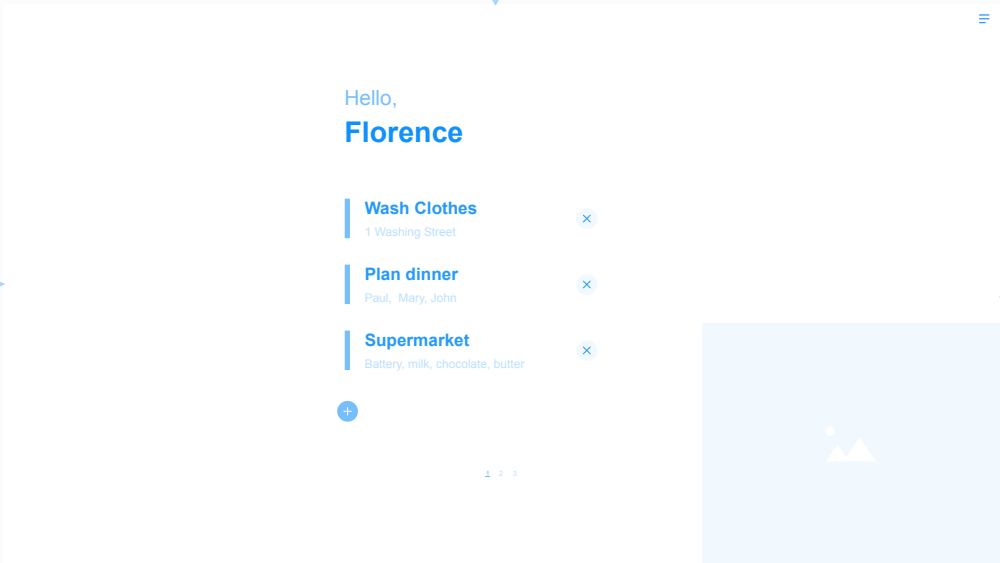 Hello,
Florence
Wash Clothes
1 Washing Street
Plan dinner
Paul,  Mary, John
Supermarket
Battery, milk, chocolate, butter
1 2 3